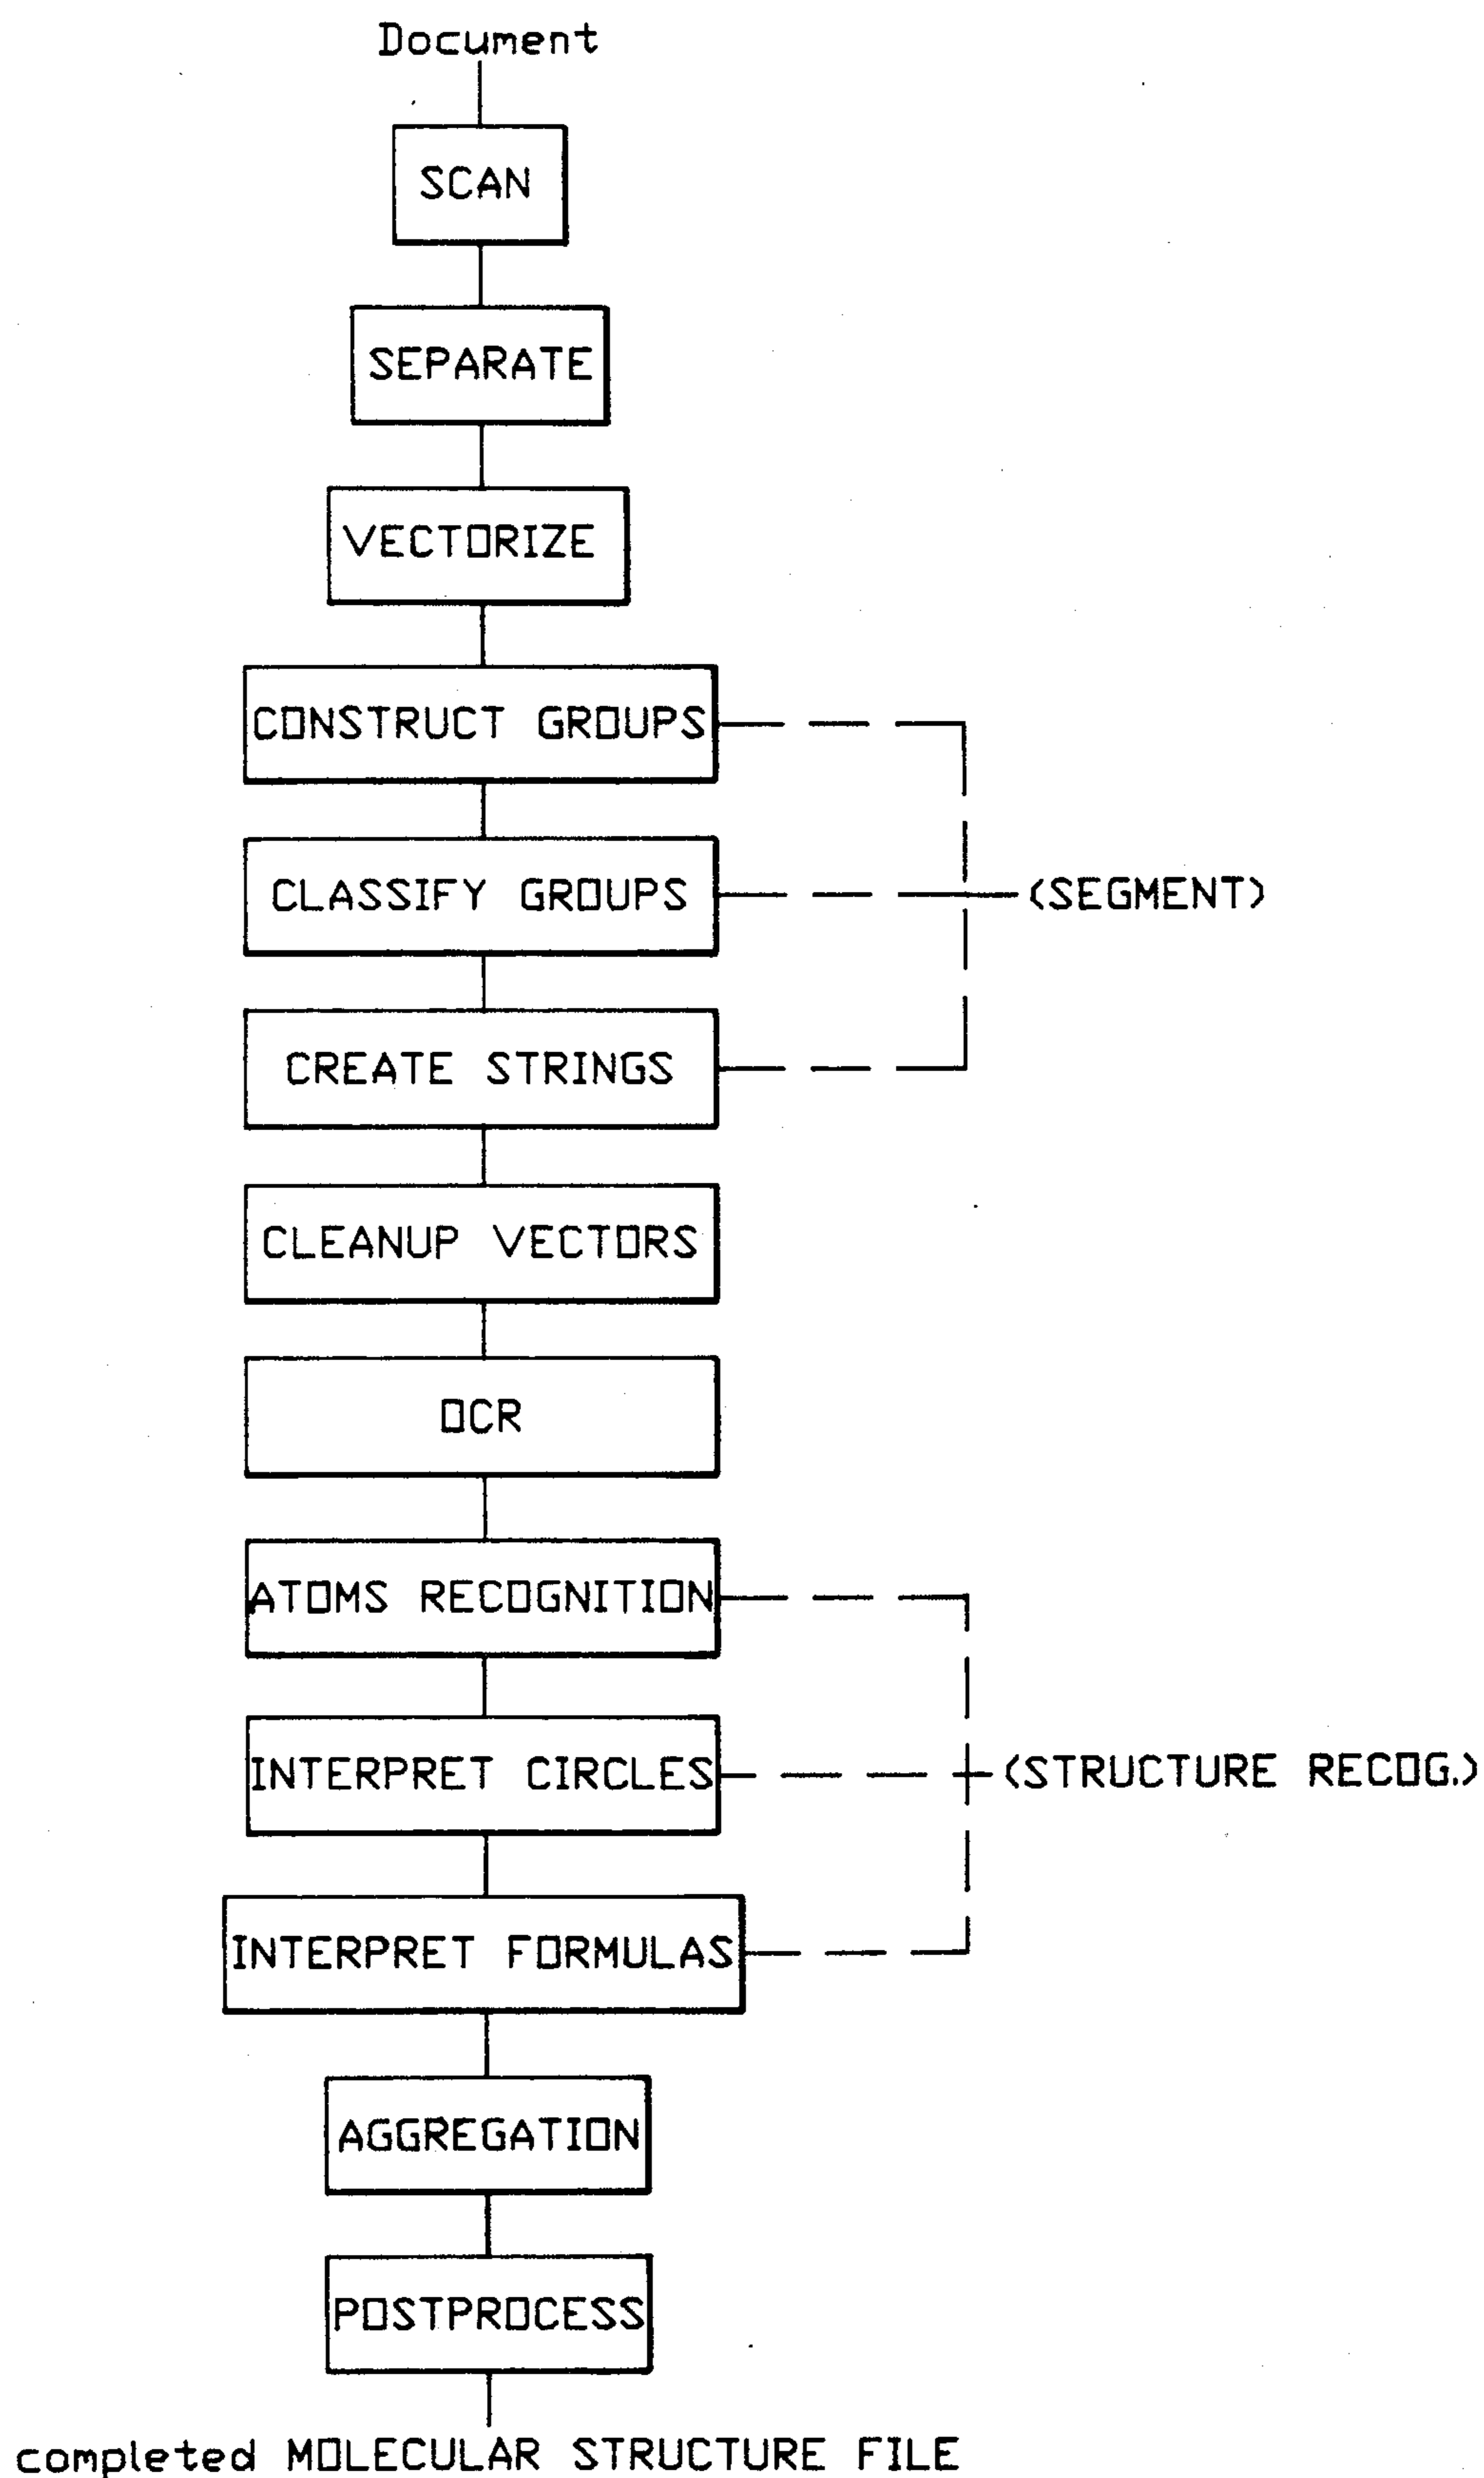 Document
SCAN
SEPARATE
VECTORIZE
CONSTRUCT GROUPS
CLASSIFY GROUPS
(SEGMENT)
CREATE STRINGS
CLEANUP VECTORS
OCR
ATOMS RECOGNITION
INTERPRET CIRCLES
(STRUCTURE RECOG.)
INTERPRET FORMULAS
AGGREGATION
POSTPROCESS
completed MOLECULAR STRUCTURE FILE